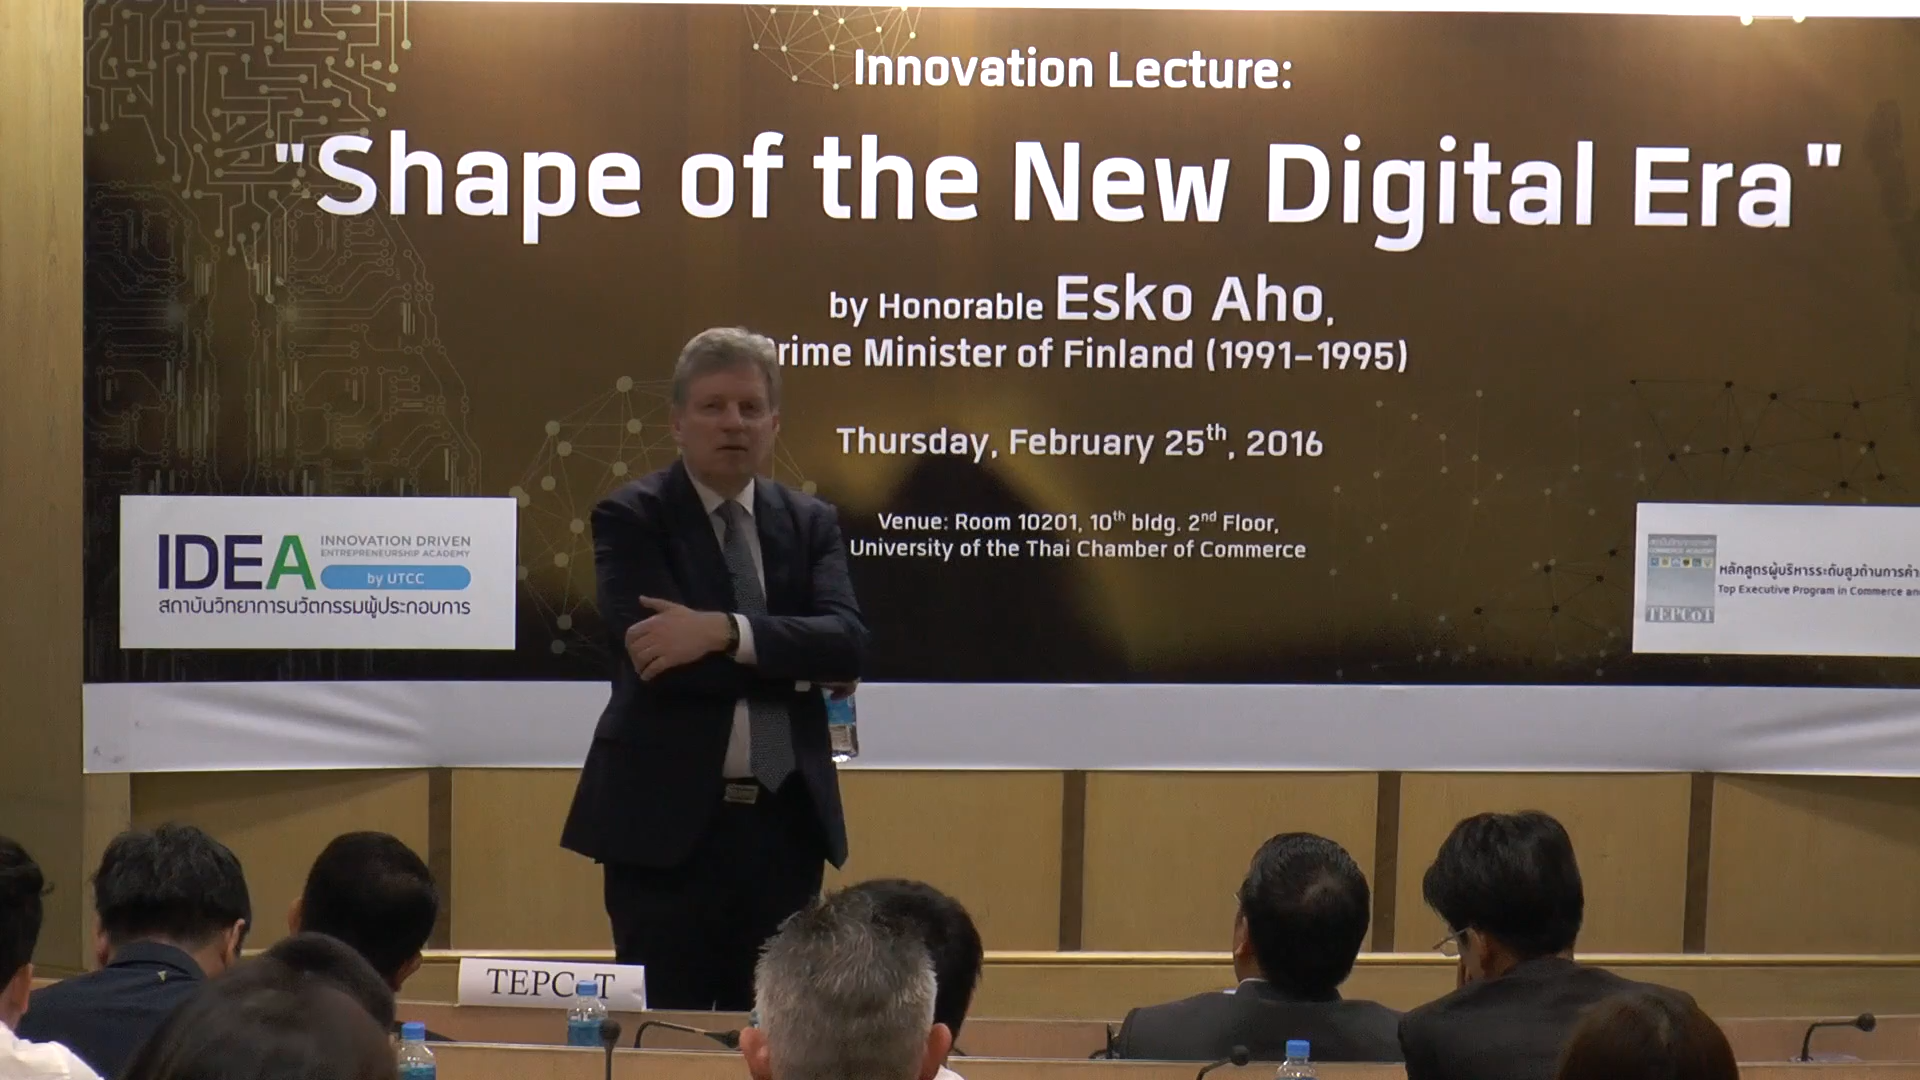 Innovation Lecture:
"Shape of the New Digital Era"
by Honorable Esko Aho,
rime Minister of Finland (1991-1995)
Thursday, February 25th, 2016
Venue: Room 10201, 10th bldg. 2nd Floor,
University of the Thai Chamber of Commerce
IDEA
INNOVATION DRIVEN
ENTREPRENEURSHIP ACADEMY
by UTCC
สถาบันวิทยาการนวัตกรรมผู้ประกอบการ
COMMERCE ACADEMY
TEPCoT
หลักสูตรผู้บริหารระดับสูงด้านการค้า
Top Executive Program in Commerce an
TEPCoT